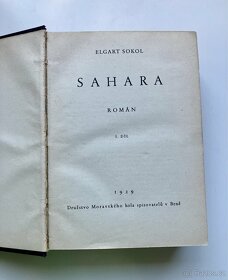 ELGART SOKOL
SAHARA
ROMÁN
I. DÍL
1929
Družstvo Moravského kola spisovatelů v Brně